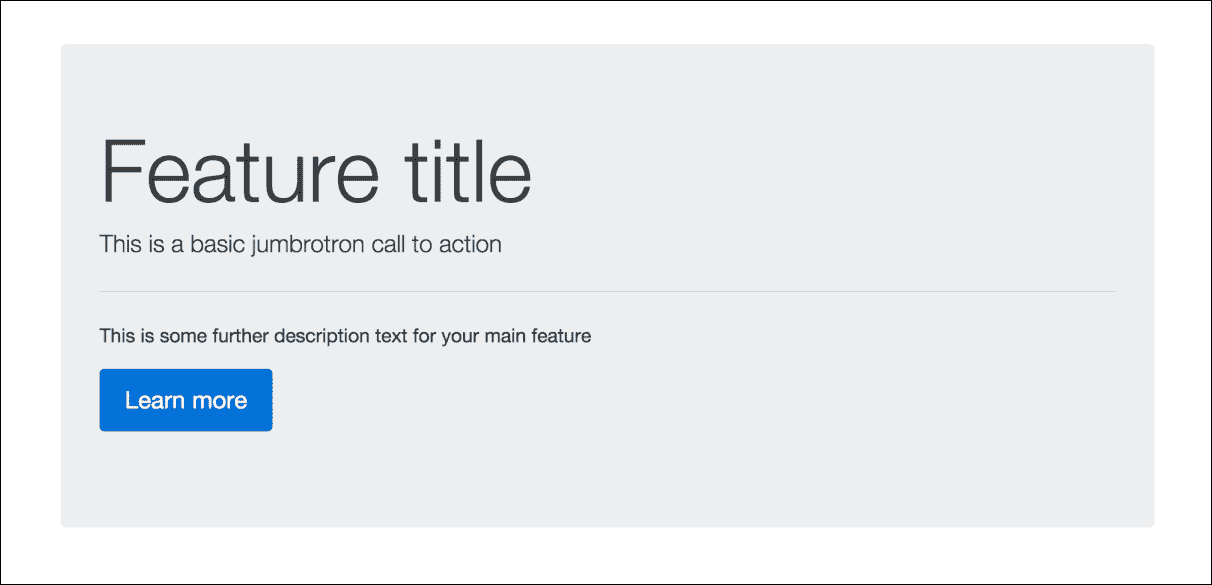 Feature title
This is a basic jumbrotron call to action
This is some further description text for your main feature
Learn more